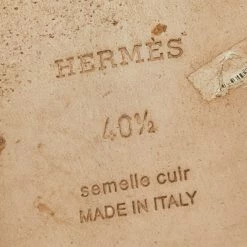 HERMÈS
40½
semelle cuir
MADE IN ITALY